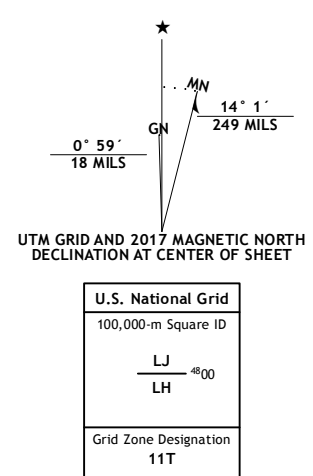 ★
MN
14° 1´
249 MILS
GN
0° 59´
18 MILS
UTM GRID AND 2017 MAGNETIC NORTH
DECLINATION AT CENTER OF SHEET
U.S. National Grid
100,000-m Square ID
LJ
4800
LH
Grid Zone Designation
11T